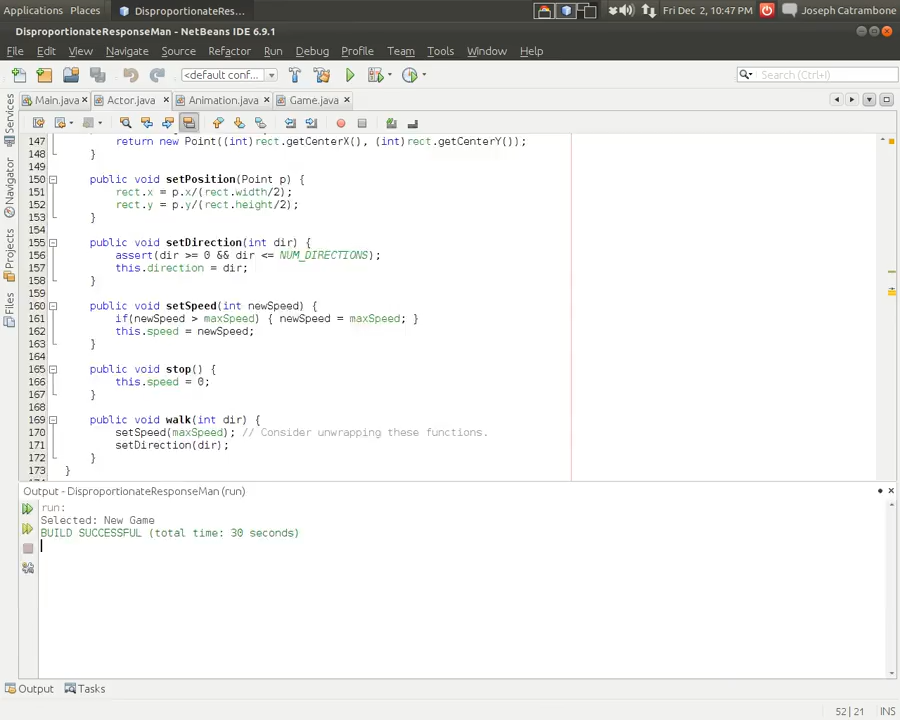 Applications Places DisproportionateRes... Fri Dec 2, 10:47 PM Joseph Catrambone
DisproportionateResponseMan - NetBeans IDE 6.9.1
File Edit View Navigate Source Refactor Run Debug Profile Team Tools Window Help
<default conf... Search (Ctrl+I)
Services
Navigator
Projects
Files
Main.java Actor.java Animation.java Game.java
147 return new Point((int)rect.getCenterX(), (int)rect.getCenterY());
148 }
149
150 public void setPosition(Point p) {
151 rect.x = p.x/(rect.width/2);
152 rect.y = p.y/(rect.height/2);
153 }
154
155 public void setDirection(int dir) {
156 assert(dir >= 0 && dir <= NUM_DIRECTIONS);
157 this.direction = dir;
158 }
159
160 public void setSpeed(int newSpeed) {
161 if(newSpeed > maxSpeed) { newSpeed = maxSpeed; }
162 this.speed = newSpeed;
163 }
164
165 public void stop() {
166 this.speed = 0;
167 }
168
169 public void walk(int dir) {
170 setSpeed(maxSpeed); // Consider unwrapping these functions.
171 setDirection(dir);
172 }
173 }
Output - DisproportionateResponseMan (run)
run:
Selected: New Game
BUILD SUCCESSFUL (total time: 30 seconds)
Output Tasks
52 | 21 INS